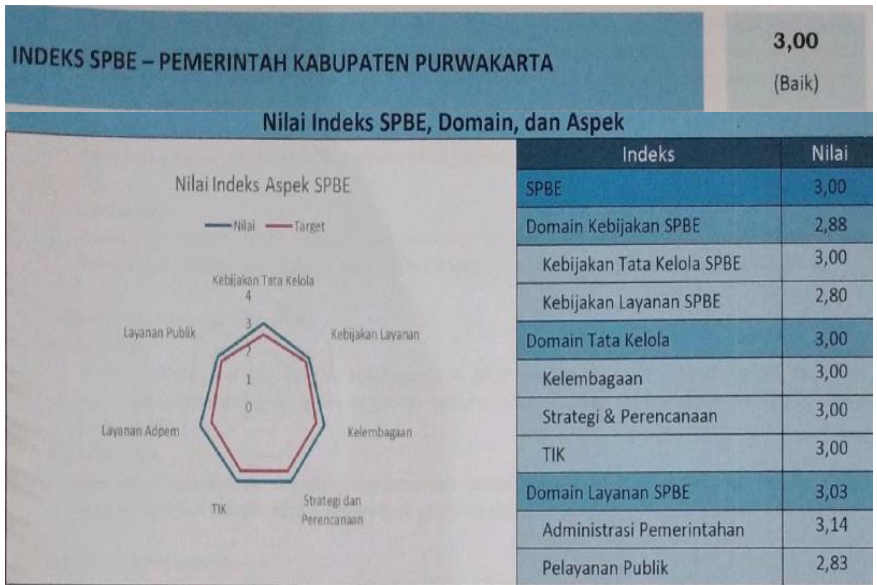 INDEKS SPBE – PEMERINTAH KABUPATEN PURWAKARTA
3,00
(Baik)
Nilai Indeks SPBE, Domain, dan Aspek
Nilai Indeks Aspek SPBE
Nilai Target
Kebijakan Tata Kelola
4
3
2
1
0
Kebijakan Layanan
Kelembagaan
Strategi dan
Perencanaan
TIK
Layanan Adpem
Layanan Publik
Indeks Nilai
SPBE 3,00
Domain Kebijakan SPBE 2,88
Kebijakan Tata Kelola SPBE 3,00
Kebijakan Layanan SPBE 2,80
Domain Tata Kelola 3,00
Kelembagaan 3,00
Strategi & Perencanaan 3,00
TIK 3,00
Domain Layanan SPBE 3,03
Administrasi Pemerintahan 3,14
Pelayanan Publik 2,83